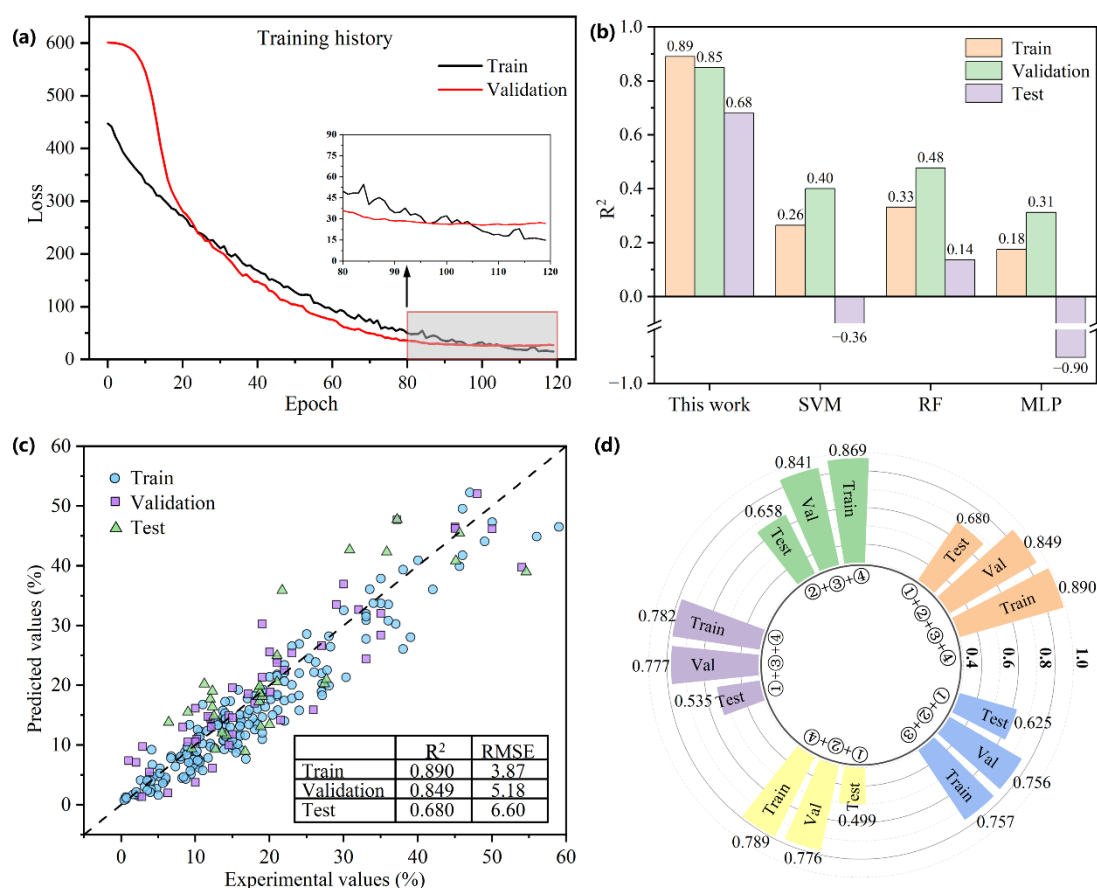 (a)
Training history
Train
Validation
Loss
600
500
400
300
200
100
0
0 20 40 60 80 100 120
Epoch
90
75
60
45
30
15
0
80 90 100 110 120
(b)
R²
1.0
0.8
0.6
0.4
0.2
0.0
−1.0
Train
Validation
Test
0.89
0.85
0.68
0.26
0.40
−0.36
0.33
0.48
0.14
0.18
0.31
−0.90
This work SVM RF MLP
(c)
Train
Validation
Test
Predicted values (%)
60
50
40
30
20
10
0
0 10 20 30 40 50 60
Experimental values (%)
R² RMSE
Train 0.890 3.87
Validation 0.849 5.18
Test 0.680 6.60
(d)
0.658 0.841 0.869
Test Val Train
②+③+④
0.680 0.849 0.890
Test Val Train
①+②+③+④
0.4 0.6 0.8 1.0
0.782 0.777 0.535
Train Val Test
①+③+④
0.789 0.776 0.499
Train Val Test
①+②+④
0.625 0.756 0.757
Test Val Train
①+②+③